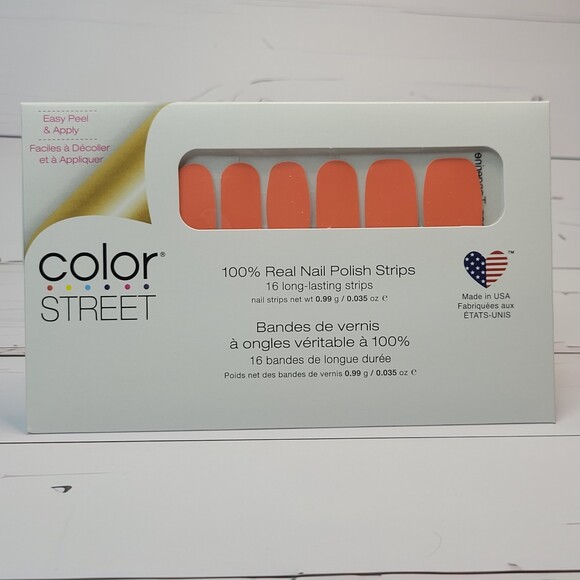 Easy Peel
& Apply
Faciles à Décoller
et à Appliquer
color®
STREET
100% Real Nail Polish Strips
16 long-lasting strips
nail strips net wt 0.99 g / 0.035 oz ℮
Bandes de vernis
à ongles véritable à 100%
16 bandes de longue durée
Poids net des bandes de vernis 0.99 g / 0.035 oz ℮
™
Made in USA
Fabriquées aux
ÉTATS-UNIS